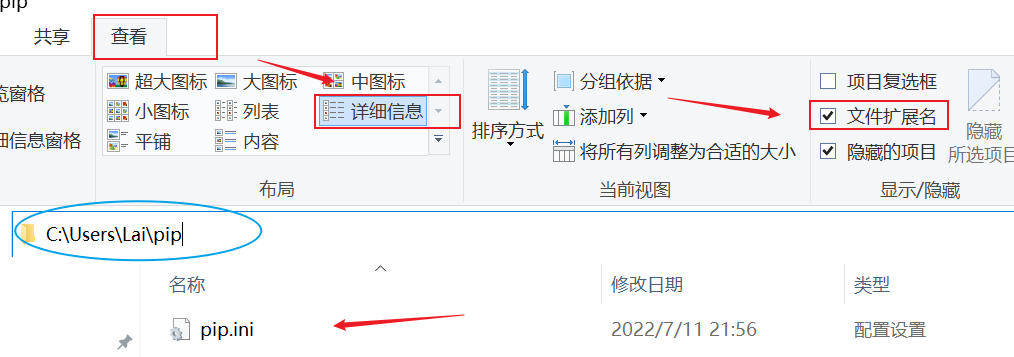 pip
共享 查看
超大图标 大图标 中图标
小图标 列表 详细信息
平铺 内容
布局
览窗格
细信息窗格
排序方式
分组依据
添加列
将所有列调整为合适的大小
当前视图
项目复选框
文件扩展名
隐藏的项目
隐藏
所选项目
显示/隐藏
C:\Users\Lai\pip
名称 修改日期 类型
pip.ini 2022/7/11 21:56 配置设置